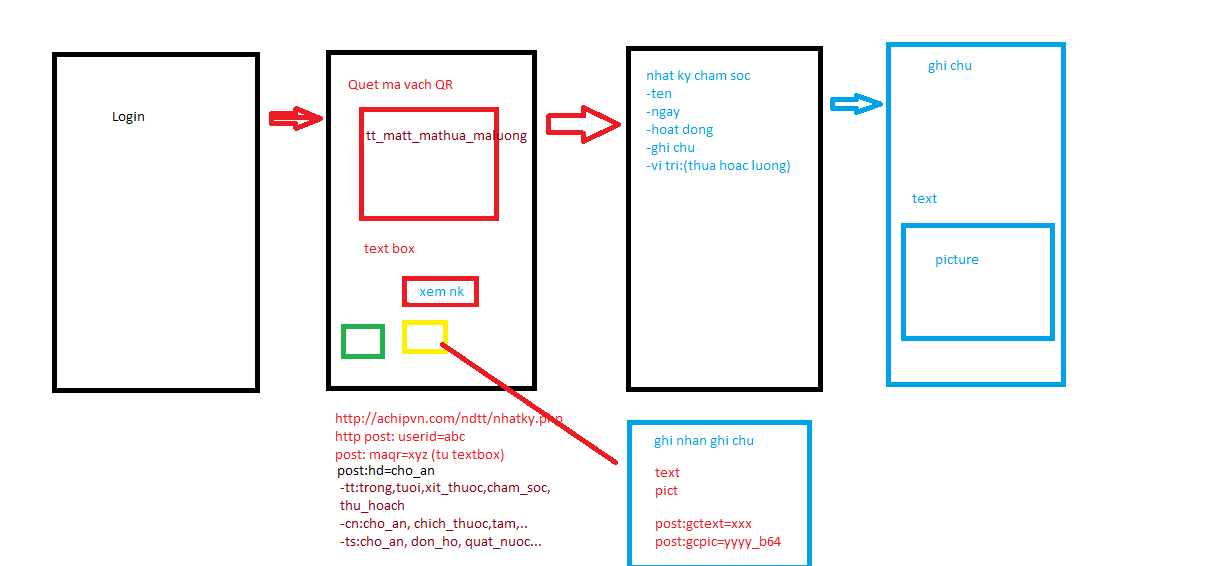 Login
Quet ma vach QR
tt_matt_mathua_maluong
text box
xem nk
http://achipvn.com/ndtt/nhatky.php
http post: userid=abc
post: maqr=xyz (tu textbox)
post:hd=cho_an
-tt:trong,tuoi,xit_thuoc,cham_soc,
thu_hoach
-cn:cho_an, chich_thuoc,tam,..
-ts:cho_an, don_ho, quat_nuoc...
nhat ky cham soc
-ten
-ngay
-hoat dong
-ghi chu
-vi tri:(thua hoac luong)
ghi nhan ghi chu
text
pict
post:gctext=xxx
post:gcpic=yyyy_b64
ghi chu
text
picture